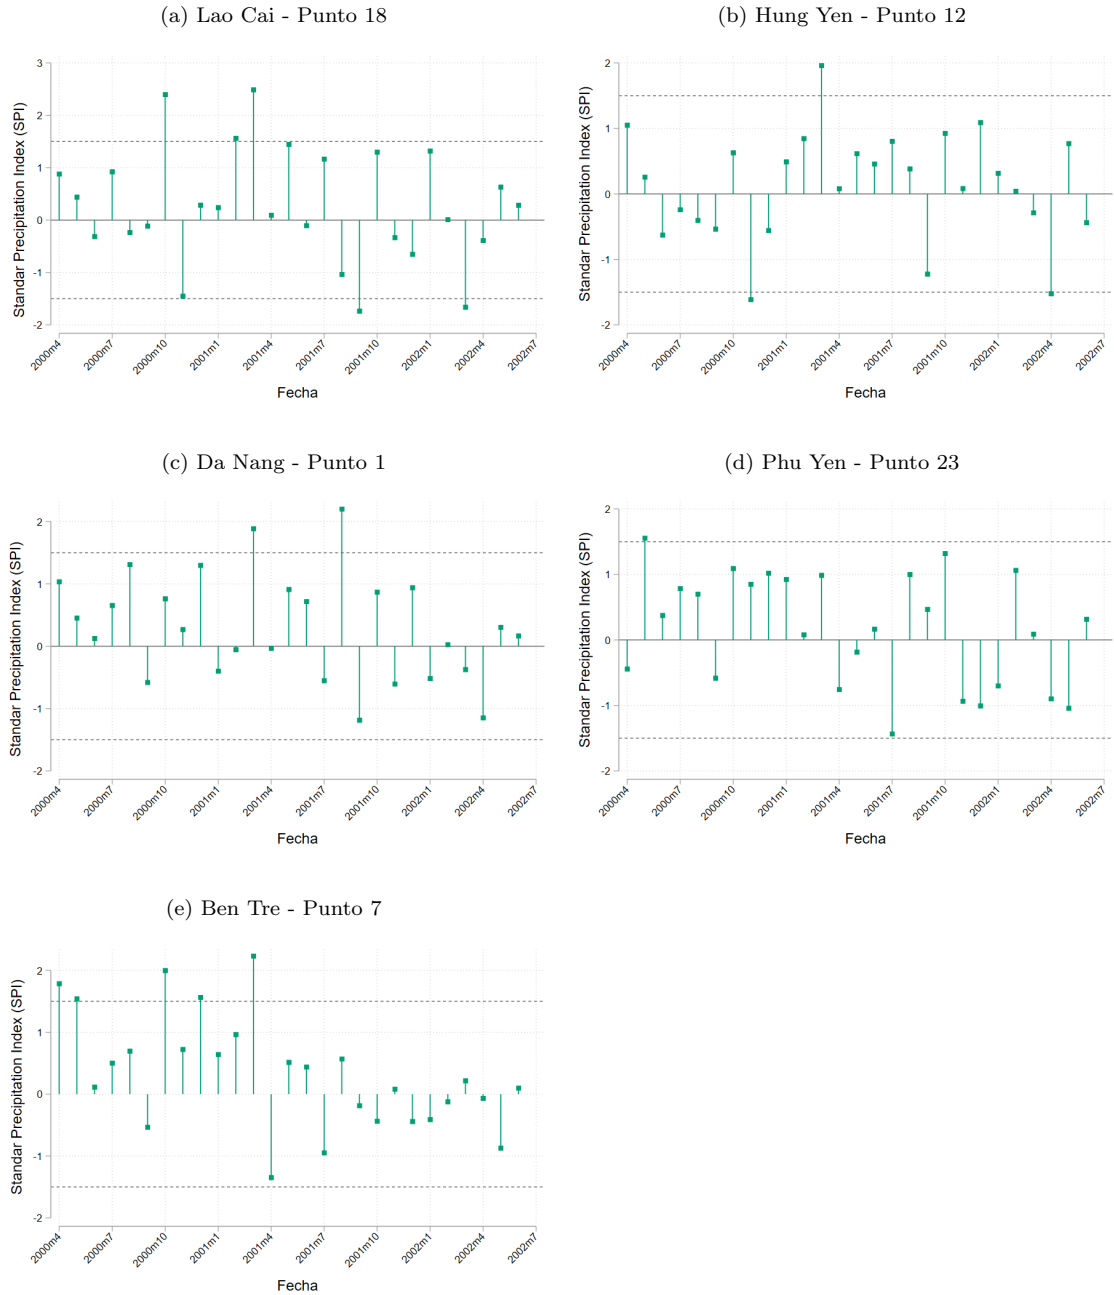 (a) Lao Cai - Punto 18
Standar Precipitation Index (SPI)
3
2
1
0
-1
-2
2000m4
2000m7
2000m10
2001m1
2001m4
2001m7
2001m10
2002m1
2002m4
2002m7
Fecha
(b) Hung Yen - Punto 12
Standar Precipitation Index (SPI)
2
1
0
-1
-2
2000m4
2000m7
2000m10
2001m1
2001m4
2001m7
2001m10
2002m1
2002m4
2002m7
Fecha
(c) Da Nang - Punto 1
Standar Precipitation Index (SPI)
2
1
0
-1
-2
2000m4
2000m7
2000m10
2001m1
2001m4
2001m7
2001m10
2002m1
2002m4
2002m7
Fecha
(d) Phu Yen - Punto 23
Standar Precipitation Index (SPI)
2
1
0
-1
-2
2000m4
2000m7
2000m10
2001m1
2001m4
2001m7
2001m10
2002m1
2002m4
2002m7
Fecha
(e) Ben Tre - Punto 7
Standar Precipitation Index (SPI)
2
1
0
-1
-2
2000m4
2000m7
2000m10
2001m1
2001m4
2001m7
2001m10
2002m1
2002m4
2002m7
Fecha